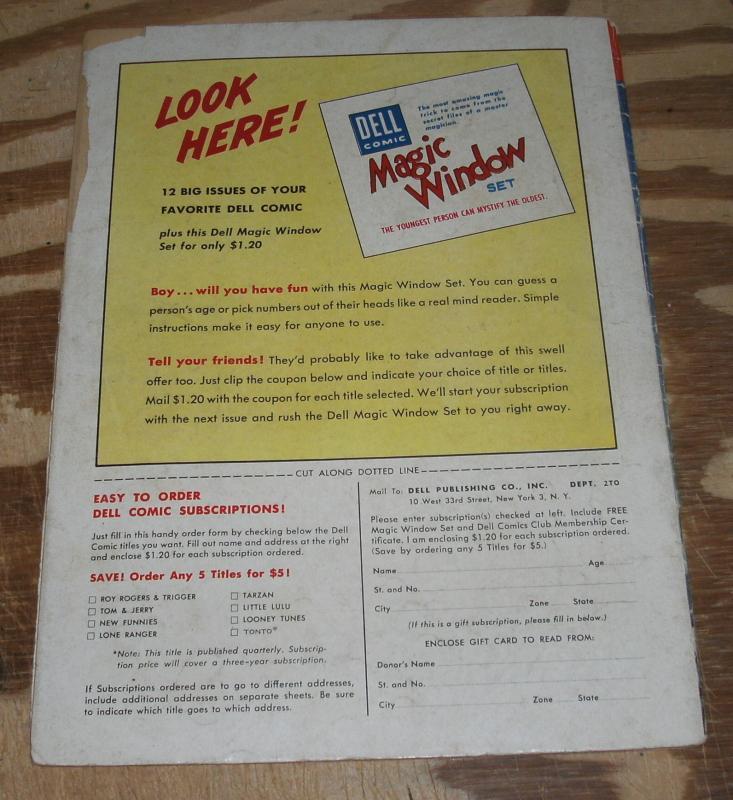 LOOK
HERE!
12 BIG ISSUES OF YOUR
FAVORITE DELL COMIC
plus this Dell Magic Window
Set for only $1.20
DELL
COMIC
The most amazing magic
trick to come from the
secret files of a master
magician.
Magic
Window
SET
THE YOUNGEST PERSON CAN MYSTIFY THE OLDEST.
Boy...will you have fun with this Magic Window Set. You can guess a
person's age or pick numbers out of their heads like a real mind reader. Simple
instructions make it easy for anyone to use.
Tell your friends! They'd probably like to take advantage of this swell
offer too. Just clip the coupon below and indicate your choice of title or titles.
Mail $1.20 with the coupon for each title selected. We'll start your subscription
with the next issue and rush the Dell Magic Window Set to you right away.
CUT ALONG DOTTED LINE
EASY TO ORDER
DELL COMIC SUBSCRIPTIONS!
Just fill in this handy order form by checking below the Dell
Comic titles you want. Fill out name and address at the right
and enclose $1.20 for each subscription ordered.
SAVE! Order Any 5 Titles for $5!
ROY ROGERS & TRIGGER
TOM & JERRY
NEW FUNNIES
LONE RANGER
TARZAN
LITTLE LULU
LOONEY TUNES
TONTO*
*Note: This title is published quarterly. Subscrip-
tion price will cover a three-year subscription.
If Subscriptions ordered are to go to different addresses,
include additional addresses on separate sheets. Be sure
to indicate which title goes to which address.
Mail To: DELL PUBLISHING CO., INC. DEPT. 2TO
10 West 33rd Street, New York 3, N. Y.
Please enter subscription(s) checked at left. Include FREE
Magic Window Set and Dell Comics Club Membership Cer-
tificate. I am enclosing $1.20 for each subscription ordered.
(Save by ordering any 5 Titles for $5.)
Name Age
St. and No.
City Zone State
(If this is a gift subscription, please fill in below.)
ENCLOSE GIFT CARD TO READ FROM:
Donor's Name
St. and No.
City Zone State